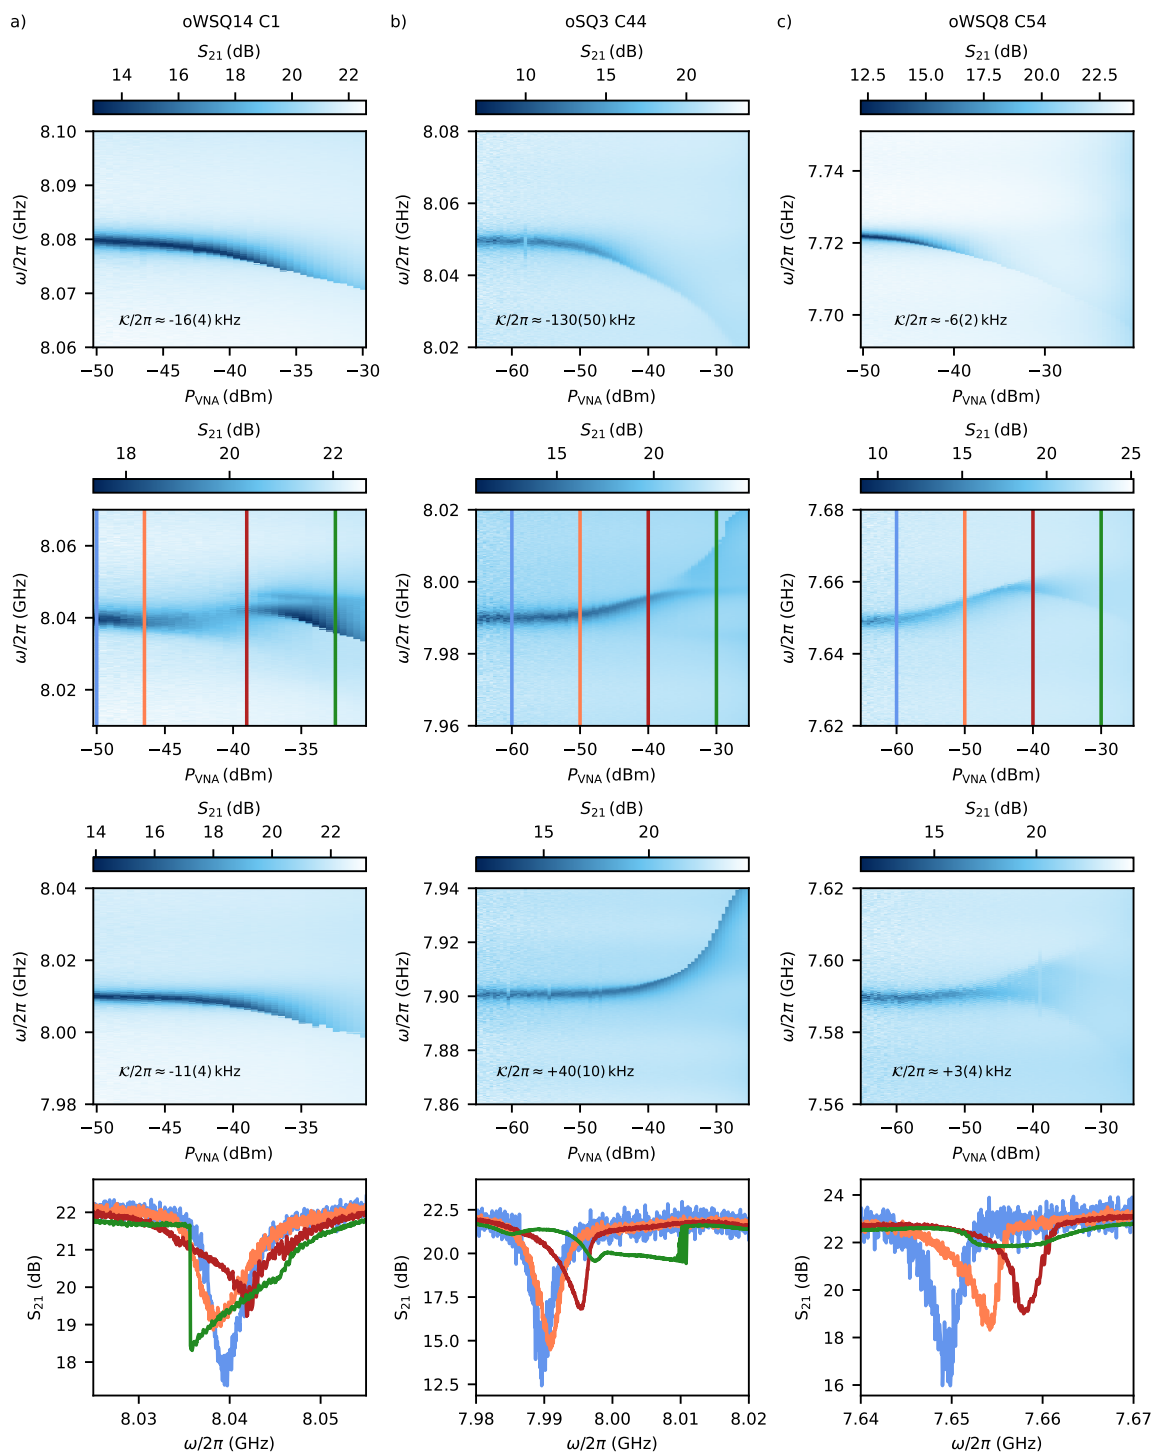 a) oWSQ14 C1 b) oSQ3 C44 c) oWSQ8 C54
S₂₁ (dB) S₂₁ (dB) S₂₁ (dB)
14 16 18 20 22 10 15 20 12.5 15.0 17.5 20.0 22.5
ω/2π (GHz) 8.10 8.09 8.08 8.07 8.06
𝒦/2π ≈ -16(4) kHz
−50 −45 −40 −35 −30
P_VNA (dBm)
ω/2π (GHz) 8.08 8.06 8.04 8.02
𝒦/2π ≈ -130(50) kHz
−60 −50 −40 −30
P_VNA (dBm)
ω/2π (GHz) 7.74 7.72 7.70
𝒦/2π ≈ -6(2) kHz
−50 −40 −30
P_VNA (dBm)
S₂₁ (dB) S₂₁ (dB) S₂₁ (dB)
18 20 22 15 20 10 15 20 25
ω/2π (GHz) 8.06 8.04 8.02
−50 −45 −40 −35
P_VNA (dBm)
ω/2π (GHz) 8.02 8.00 7.98 7.96
−60 −50 −40 −30
P_VNA (dBm)
ω/2π (GHz) 7.68 7.66 7.64 7.62
−60 −50 −40 −30
P_VNA (dBm)
S₂₁ (dB) S₂₁ (dB) S₂₁ (dB)
14 16 18 20 22 15 20 15 20
ω/2π (GHz) 8.04 8.02 8.00 7.98
𝒦/2π ≈ -11(4) kHz
−50 −45 −40 −35
P_VNA (dBm)
ω/2π (GHz) 7.94 7.92 7.90 7.88 7.86
𝒦/2π ≈ +40(10) kHz
−60 −50 −40 −30
P_VNA (dBm)
ω/2π (GHz) 7.62 7.60 7.58 7.56
𝒦/2π ≈ +3(4) kHz
−60 −50 −40 −30
P_VNA (dBm)
S₂₁ (dB) 22 21 20 19 18
8.03 8.04 8.05
ω/2π (GHz)
S₂₁ (dB) 22.5 20.0 17.5 15.0 12.5
7.98 7.99 8.00 8.01 8.02
ω/2π (GHz)
S₂₁ (dB) 24 22 20 18 16
7.64 7.65 7.66 7.67
ω/2π (GHz)